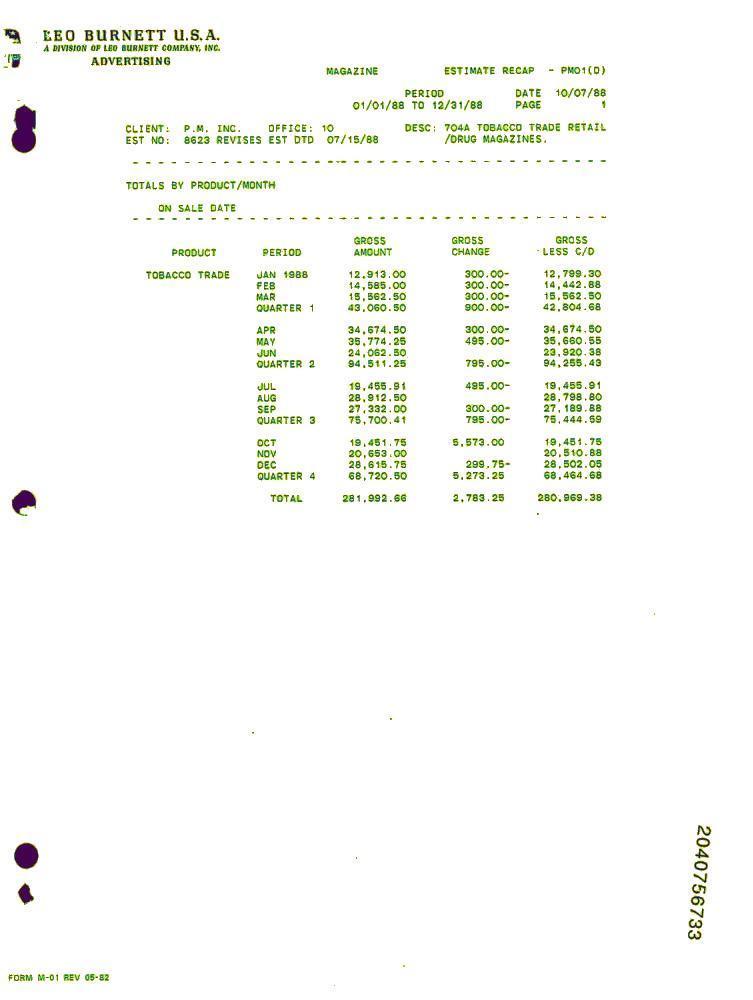 LEO BURNETT U.S.A.
A DIVISION OF LEO BURNETT COMPANY, INC.
ADVERTISING
MAGAZINE ESTIMATE RECAP - PM01(D)
PERIOD DATE 10/07/88
01/01/88 TO 12/31/88 PAGE 1
CLIENT: P.M. INC. OFFICE: 10 DESC: 704A TOBACCO TRADE RETAIL
EST NO: 8623 REVISES EST DTD 07/15/88 /DRUG MAGAZINES.
TOTALS BY PRODUCT/MONTH
ON SALE DATE
GROSS GROSS GROSS
PRODUCT PERIOD AMOUNT CHANGE LESS C/D
TOBACCO TRADE JAN 1988 12,913.00 300.00- 12,799.30
FEB 14,585.00 300.00- 14,442.88
MAR 15,562.50 300.00- 15,562.50
QUARTER 1 43,060.50 900.00- 42,804.68
APR 34,674.50 300.00- 34,674.50
MAY 35,774.25 495.00- 35,660.55
JUN 24,062.50 23,920.38
QUARTER 2 94,511.25 795.00- 94,255.43
JUL 19,455.91 495.00- 19,455.91
AUG 28,912.50 28,798.80
SEP 27,332.00 300.00- 27,189.88
QUARTER 3 75,700.41 795.00- 75,444.59
OCT 19,451.75 5,573.00 19,451.75
NOV 20,653.00 20,510.88
DEC 28,615.75 299.75- 28,502.05
QUARTER 4 68,720.50 5,273.25 68,464.68
TOTAL 281,992.66 2,783.25 280,969.38
2040756733
FORM M-01 REV 05-82